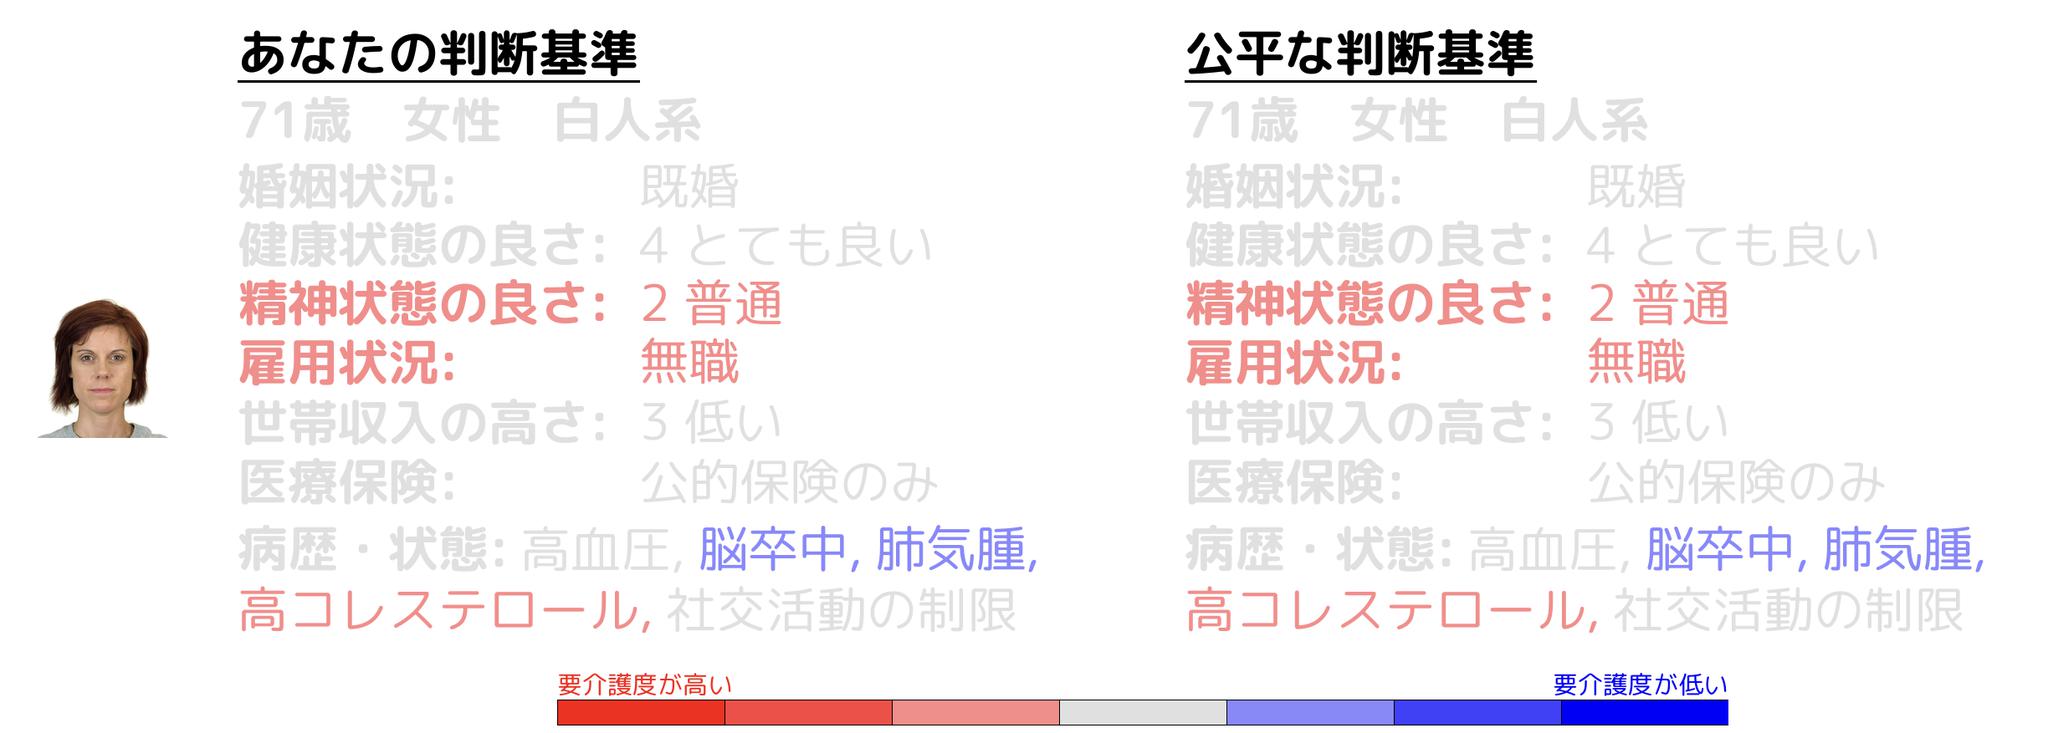 あなたの判断基準
71歳　女性　白人系
婚姻状況: 既婚
健康状態の良さ: 4 とても良い
精神状態の良さ: 2 普通
雇用状況: 無職
世帯収入の高さ: 3 低い
医療保険: 公的保険のみ
病歴・状態: 高血圧, 脳卒中, 肺気腫,
高コレステロール, 社交活動の制限
公平な判断基準
71歳　女性　白人系
婚姻状況: 既婚
健康状態の良さ: 4 とても良い
精神状態の良さ: 2 普通
雇用状況: 無職
世帯収入の高さ: 3 低い
医療保険: 公的保険のみ
病歴・状態: 高血圧, 脳卒中, 肺気腫,
高コレステロール, 社交活動の制限
要介護度が高い
要介護度が低い